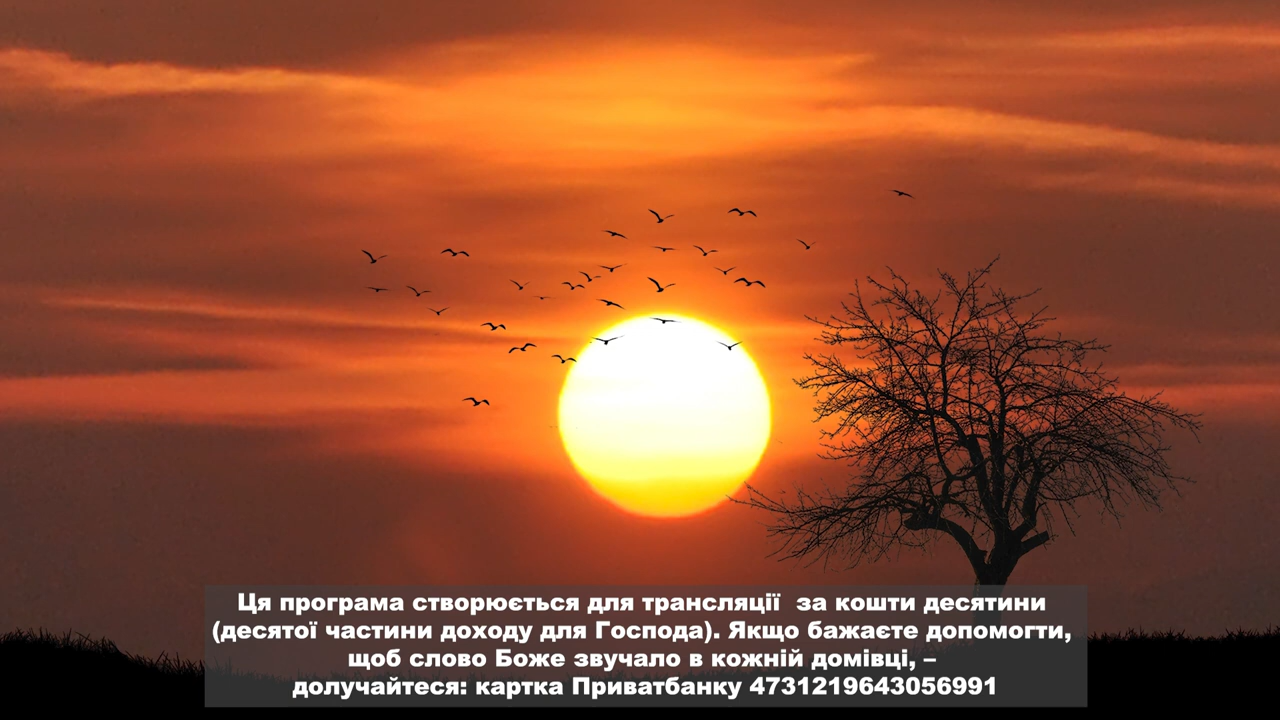 Ця програма створюється для трансляції за кошти десятини
(десятої частини доходу для Господа). Якщо бажаєте допомогти,
щоб слово Боже звучало в кожній домівці, –
долучайтеся: картка Приватбанку 4731219643056991